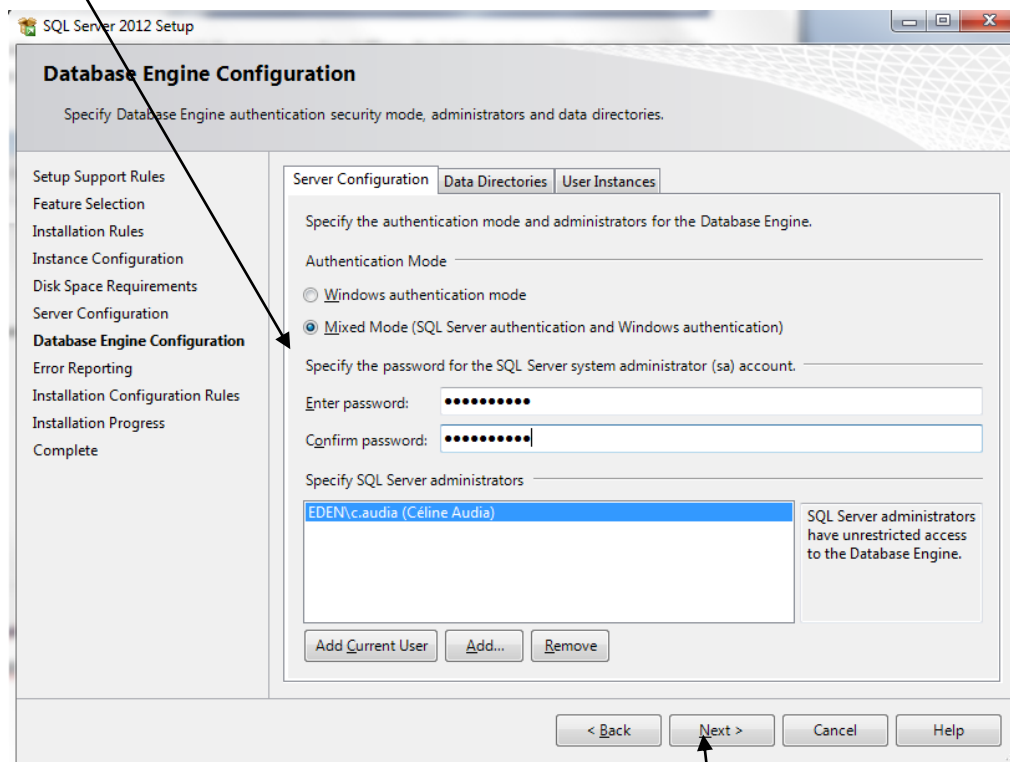 SQL Server 2012 Setup
Database Engine Configuration
Specify Database Engine authentication security mode, administrators and data directories.
Setup Support Rules
Feature Selection
Installation Rules
Instance Configuration
Disk Space Requirements
Server Configuration
Database Engine Configuration
Error Reporting
Installation Configuration Rules
Installation Progress
Complete
Server Configuration Data Directories User Instances
Specify the authentication mode and administrators for the Database Engine.
Authentication Mode
Windows authentication mode
Mixed Mode (SQL Server authentication and Windows authentication)
Specify the password for the SQL Server system administrator (sa) account.
Enter password: ●●●●●●●●●●
Confirm password: ●●●●●●●●●●
Specify SQL Server administrators
EDEN\c.audia (Céline Audia)
SQL Server administrators
have unrestricted access
to the Database Engine.
Add Current User Add... Remove
< Back Next > Cancel Help